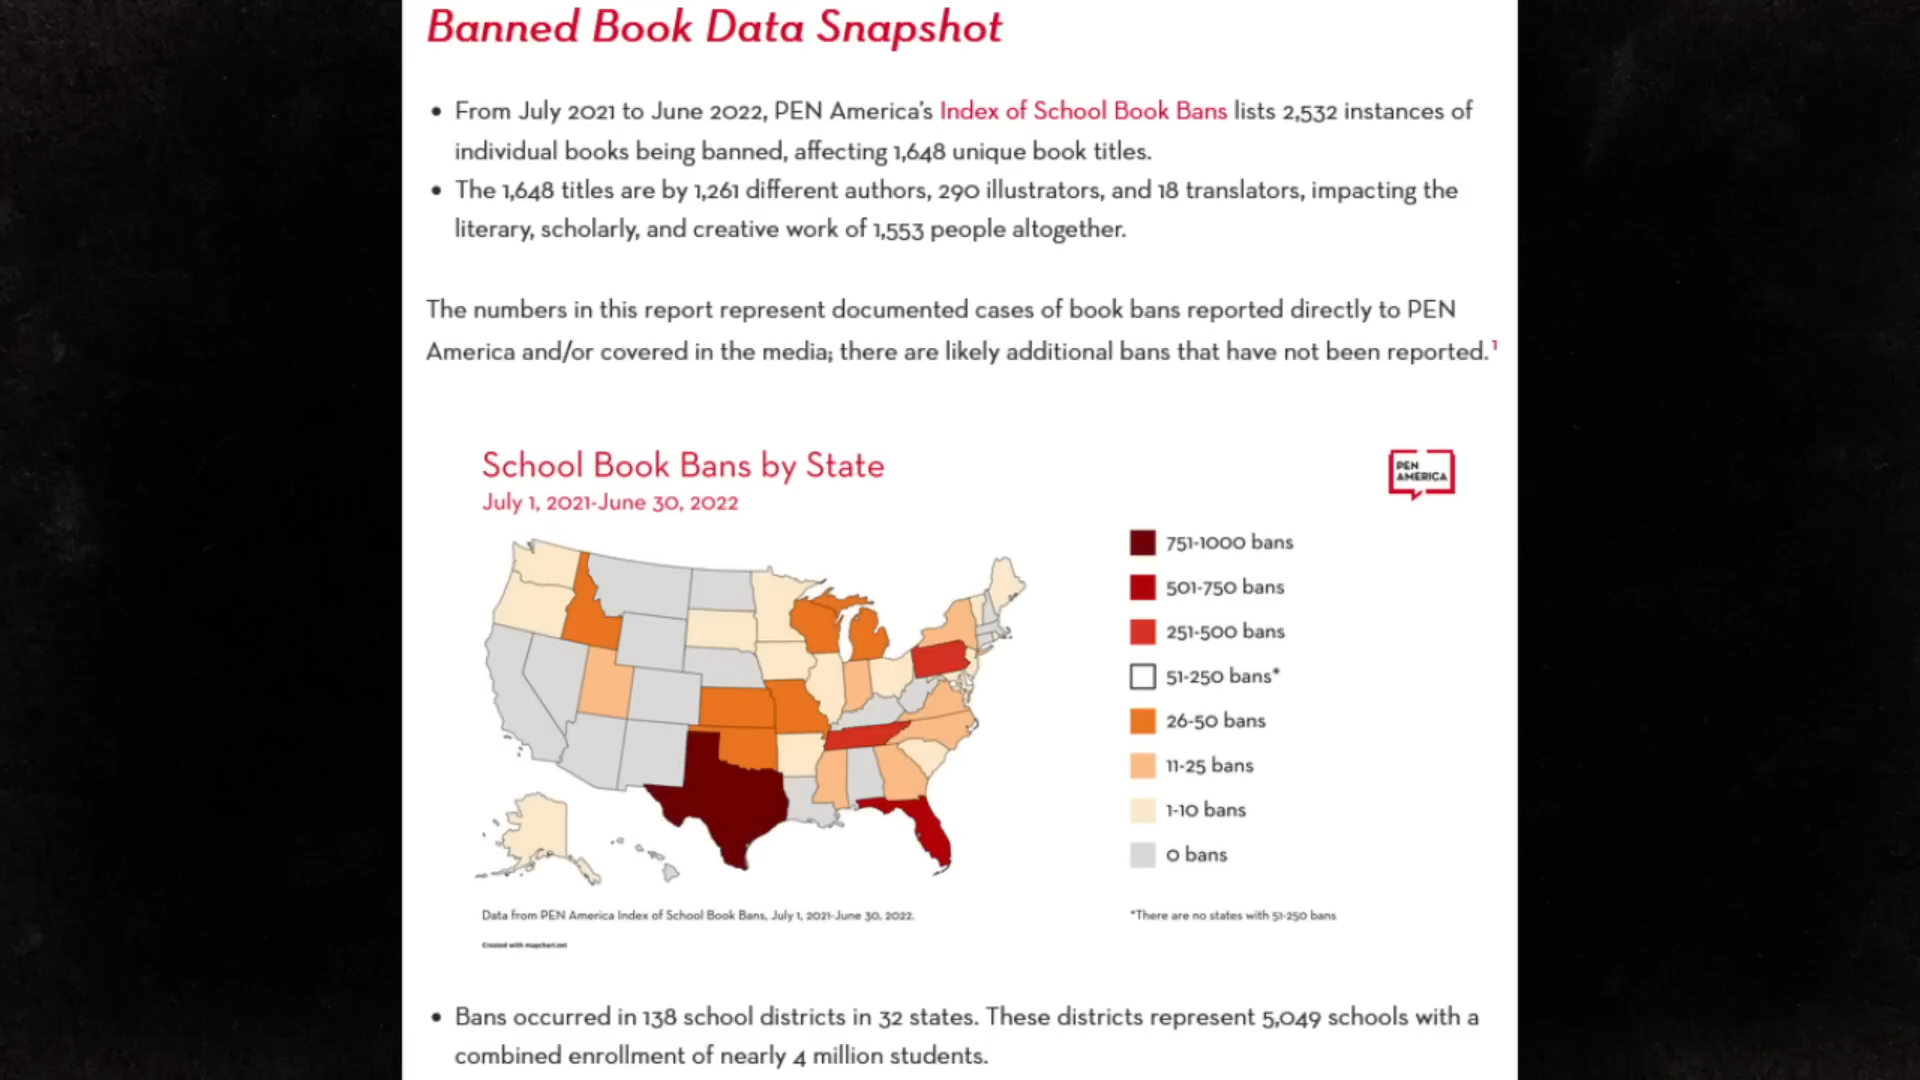 Banned Book Data Snapshot
• From July 2021 to June 2022, PEN America's Index of School Book Bans lists 2,532 instances of
individual books being banned, affecting 1,648 unique book titles.
• The 1,648 titles are by 1,261 different authors, 290 illustrators, and 18 translators, impacting the
literary, scholarly, and creative work of 1,553 people altogether.
The numbers in this report represent documented cases of book bans reported directly to PEN
America and/or covered in the media; there are likely additional bans that have not been reported.¹
School Book Bans by State
July 1, 2021-June 30, 2022
PEN
AMERICA
751-1000 bans
501-750 bans
251-500 bans
51-250 bans*
26-50 bans
11-25 bans
1-10 bans
0 bans
Data from PEN America Index of School Book Bans, July 1, 2021-June 30, 2022.
*There are no states with 51-250 bans
Created with mapchart.net
• Bans occurred in 138 school districts in 32 states. These districts represent 5,049 schools with a
combined enrollment of nearly 4 million students.